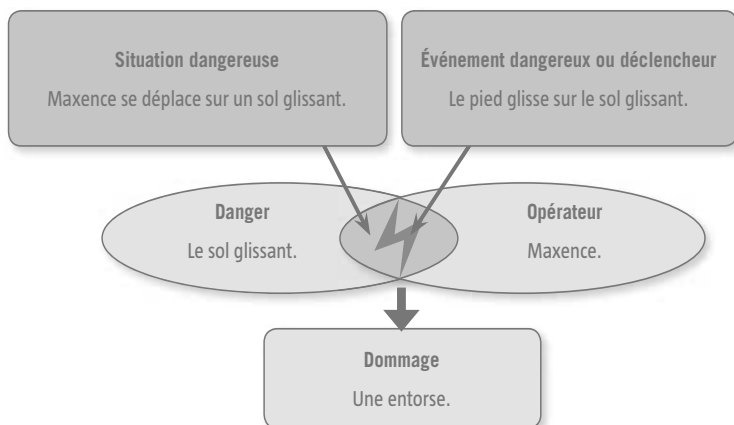 Situation dangereuse
Maxence se déplace sur un sol glissant.
Événement dangereux ou déclencheur
Le pied glisse sur le sol glissant.
Danger
Le sol glissant.
Opérateur
Maxence.
Dommage
Une entorse.